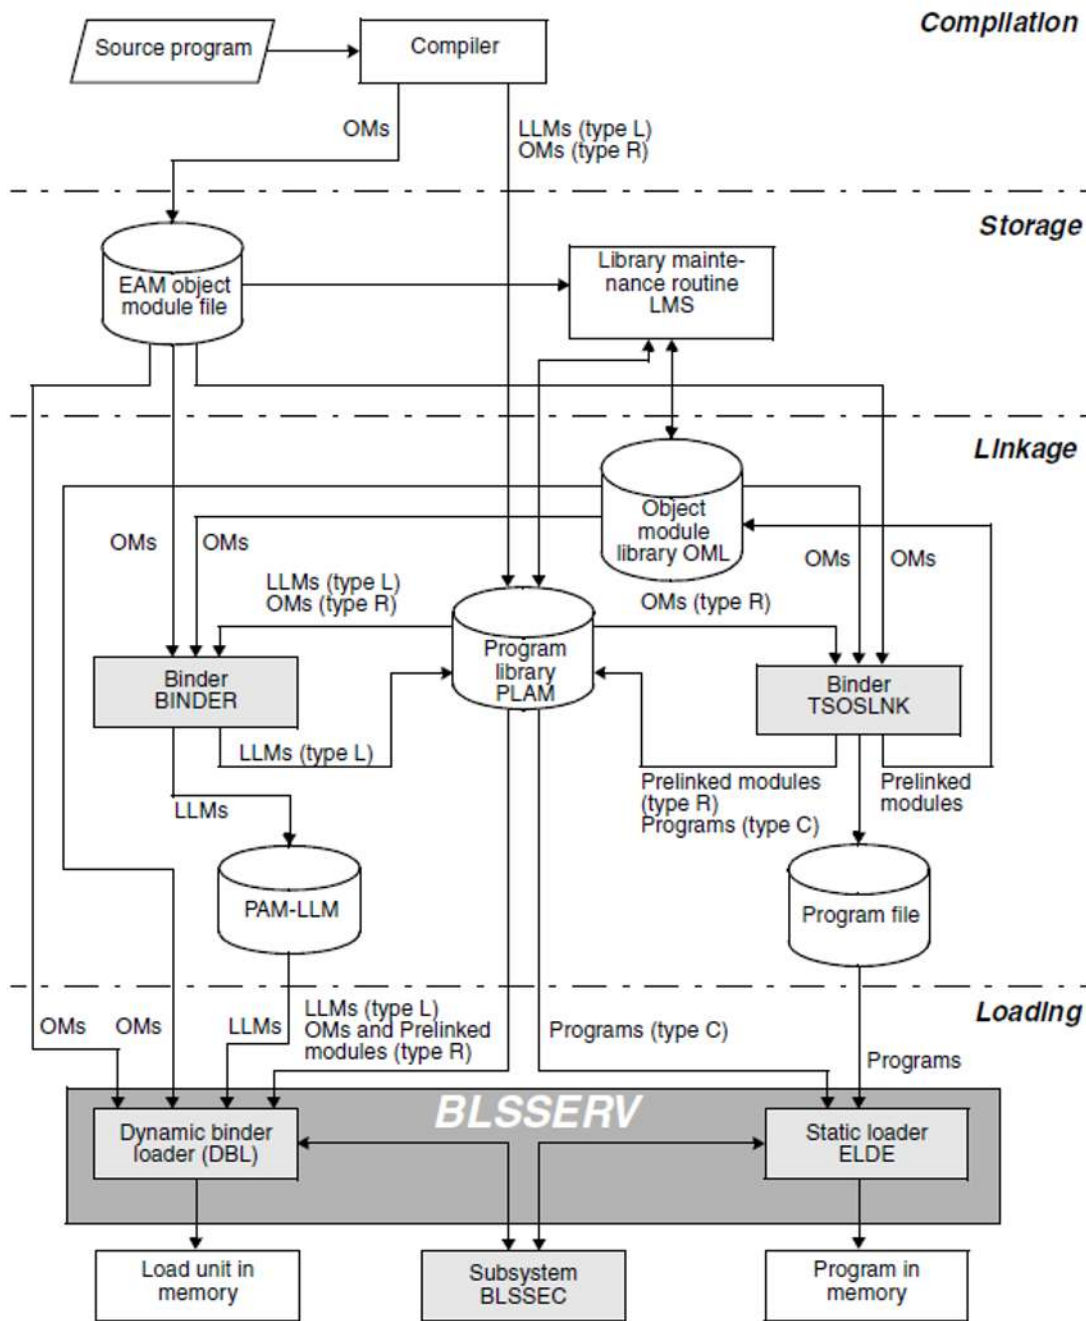 Compilation
Source program
Compiler
OMs
LLMs (type L)
OMs (type R)
Storage
EAM object
module file
Library mainte-
nance routine
LMS
Linkage
Object
module
library OML
OMs
OMs
OMs
OMs
LLMs (type L)
OMs (type R)
OMs (type R)
Program
library
PLAM
Binder
BINDER
Binder
TSOSLNK
LLMs (type L)
Prelinked modules
(type R)
Programs (type C)
Prelinked
modules
LLMs
PAM-LLM
Program file
Loading
OMs
OMs
LLMs
LLMs (type L)
OMs and Prelinked
modules (type R)
Programs (type C)
Programs
BLSSERV
Dynamic binder
loader (DBL)
Static loader
ELDE
Load unit in
memory
Subsystem
BLSSEC
Program in
memory